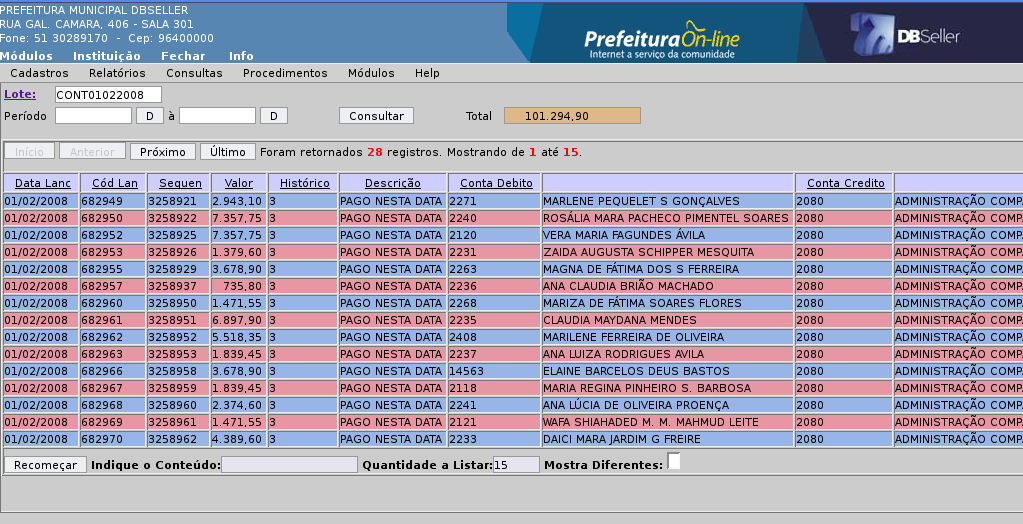 PREFEITURA MUNICIPAL DBSELLER
RUA GAL. CAMARA, 406 - SALA 301
Fone: 51 30289170 - Cep: 96400000
Módulos Instituição Fechar Info
PrefeituraOn-line
Internet a serviço da comunidade
DBSeller
Cadastros Relatórios Consultas Procedimentos Módulos Help
Lote: CONT01022008
Período D à D Consultar Total 101.294,90
Início Anterior Próximo Último Foram retornados 28 registros. Mostrando de 1 até 15.
Data Lanc Cód Lan Sequen Valor Histórico Descrição Conta Debito Conta Credito
01/02/2008 682949 3258921 2.943,10 3 PAGO NESTA DATA 2271 MARLENE PEQUELET S GONÇALVES 2080 ADMINISTRAÇÃO COMP
01/02/2008 682950 3258922 7.357,75 3 PAGO NESTA DATA 2240 ROSÁLIA MARA PACHECO PIMENTEL SOARES 2080 ADMINISTRAÇÃO COMP
01/02/2008 682952 3258925 7.357,75 3 PAGO NESTA DATA 2120 VERA MARIA FAGUNDES ÁVILA 2080 ADMINISTRAÇÃO COMP
01/02/2008 682953 3258926 1.379,60 3 PAGO NESTA DATA 2231 ZAIDA AUGUSTA SCHIPPER MESQUITA 2080 ADMINISTRAÇÃO COMP
01/02/2008 682955 3258929 3.678,90 3 PAGO NESTA DATA 2263 MAGNA DE FÁTIMA DOS S FERREIRA 2080 ADMINISTRAÇÃO COMP
01/02/2008 682957 3258937 735,80 3 PAGO NESTA DATA 2236 ANA CLAUDIA BRIÃO MACHADO 2080 ADMINISTRAÇÃO COMP
01/02/2008 682960 3258950 1.471,55 3 PAGO NESTA DATA 2268 MARIZA DE FÁTIMA SOARES FLORES 2080 ADMINISTRAÇÃO COMP
01/02/2008 682961 3258951 6.897,90 3 PAGO NESTA DATA 2235 CLAUDIA MAYDANA MENDES 2080 ADMINISTRAÇÃO COMP
01/02/2008 682962 3258952 5.518,35 3 PAGO NESTA DATA 2408 MARILENE FERREIRA DE OLIVEIRA 2080 ADMINISTRAÇÃO COMP
01/02/2008 682963 3258953 1.839,45 3 PAGO NESTA DATA 2237 ANA LUIZA RODRIGUES AVILA 2080 ADMINISTRAÇÃO COMP
01/02/2008 682966 3258958 3.678,90 3 PAGO NESTA DATA 14563 ELAINE BARCELOS DEUS BASTOS 2080 ADMINISTRAÇÃO COMP
01/02/2008 682967 3258959 1.839,45 3 PAGO NESTA DATA 2118 MARIA REGINA PINHEIRO S. BARBOSA 2080 ADMINISTRAÇÃO COMP
01/02/2008 682968 3258960 2.374,60 3 PAGO NESTA DATA 2241 ANA LÚCIA DE OLIVEIRA PROENÇA 2080 ADMINISTRAÇÃO COMP
01/02/2008 682969 3258961 1.471,55 3 PAGO NESTA DATA 2121 WAFA SHIAHADED M. M. MAHMUD LEITE 2080 ADMINISTRAÇÃO COMP
01/02/2008 682970 3258962 4.389,60 3 PAGO NESTA DATA 2233 DAICI MARA JARDIM G FREIRE 2080 ADMINISTRAÇÃO COMP
Recomeçar Indique o Conteúdo: Quantidade a Listar:15 Mostra Diferentes: